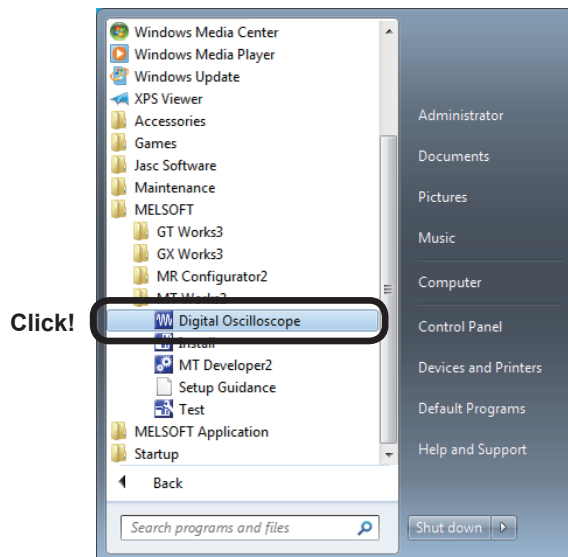 Windows Media Center
Windows Media Player
Windows Update
XPS Viewer
Accessories
Games
Jasc Software
Maintenance
MELSOFT
GT Works3
GX Works3
MR Configurator2
MT Works2
Digital Oscilloscope
Install
MT Developer2
Setup Guidance
Test
MELSOFT Application
Startup
Back
Search programs and files
Click!
Administrator
Documents
Pictures
Music
Computer
Control Panel
Devices and Printers
Default Programs
Help and Support
Shut down